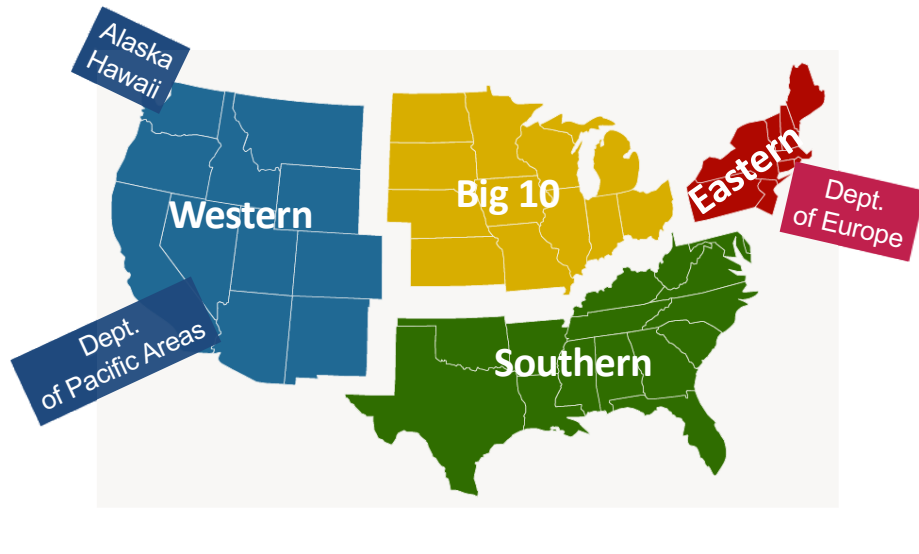 Alaska
Hawaii
Western
Big 10
Eastern
Dept.
of Europe
Dept.
of Pacific Areas
Southern